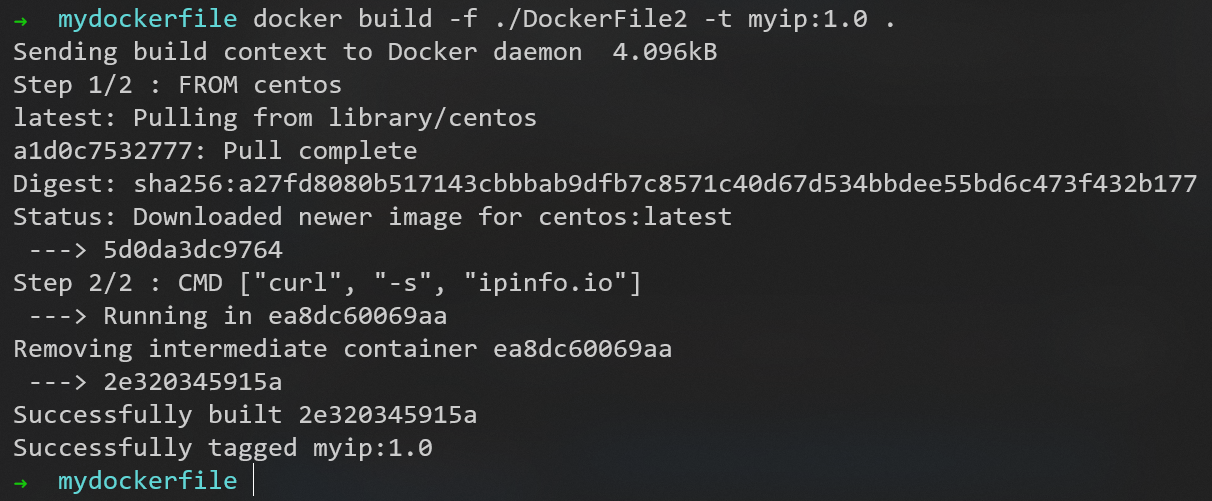 → mydockerfile docker build -f ./DockerFile2 -t myip:1.0 .
Sending build context to Docker daemon 4.096kB
Step 1/2 : FROM centos
latest: Pulling from library/centos
a1d0c7532777: Pull complete
Digest: sha256:a27fd8080b517143cbbbab9dfb7c8571c40d67d534bbdee55bd6c473f432b177
Status: Downloaded newer image for centos:latest
 ---> 5d0da3dc9764
Step 2/2 : CMD ["curl", "-s", "ipinfo.io"]
 ---> Running in ea8dc60069aa
Removing intermediate container ea8dc60069aa
 ---> 2e320345915a
Successfully built 2e320345915a
Successfully tagged myip:1.0
→ mydockerfile